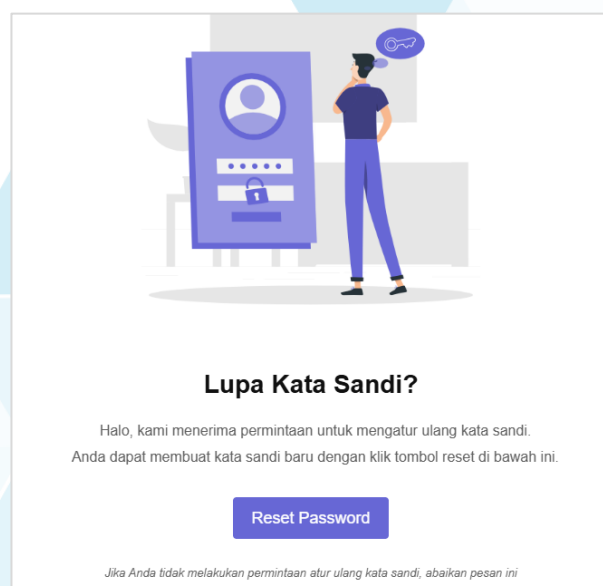 Lupa Kata Sandi?
Halo, kami menerima permintaan untuk mengatur ulang kata sandi.
Anda dapat membuat kata sandi baru dengan klik tombol reset di bawah ini.
Reset Password
Jika Anda tidak melakukan permintaan atur ulang kata sandi, abaikan pesan ini